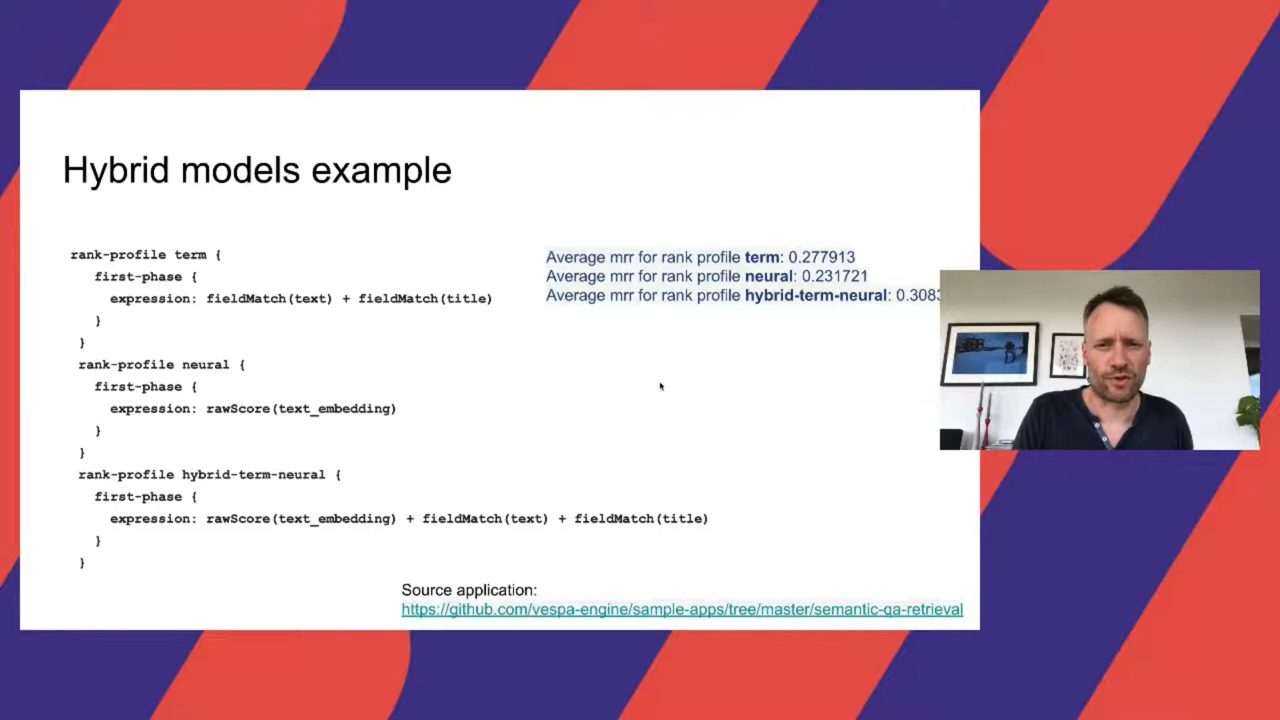 Hybrid models example
rank-profile term {
first-phase {
expression: fieldMatch(text) + fieldMatch(title)
}
}
rank-profile neural {
first-phase {
expression: rawScore(text_embedding)
}
}
rank-profile hybrid-term-neural {
first-phase {
expression: rawScore(text_embedding) + fieldMatch(text) + fieldMatch(title)
}
}
Average mrr for rank profile term: 0.277913
Average mrr for rank profile neural: 0.231721
Average mrr for rank profile hybrid-term-neural: 0.308
Source application:
https://github.com/vespa-engine/sample-apps/tree/master/semantic-qa-retrieval